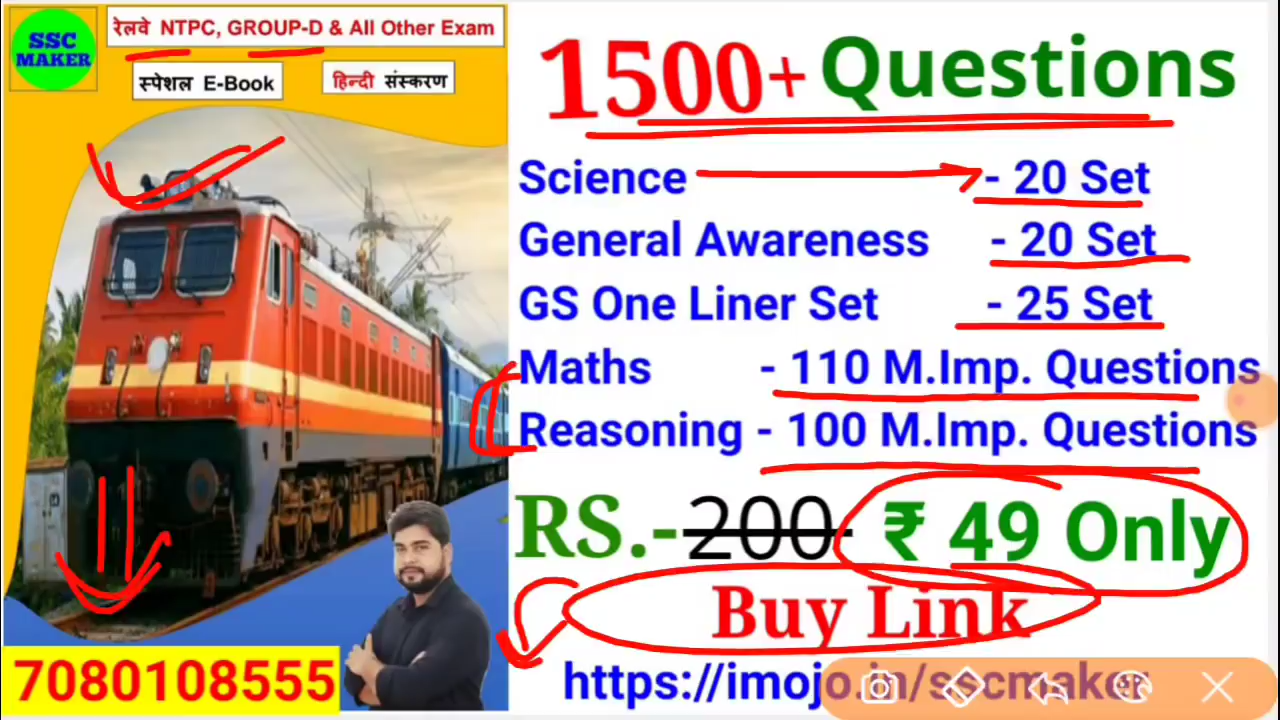 SSC
MAKER
रेलवे NTPC, GROUP-D & All Other Exam
स्पेशल E-Book
हिन्दी संस्करण
7080108555
1500+ Questions
Science - 20 Set
General Awareness - 20 Set
GS One Liner Set - 25 Set
Maths - 110 M.Imp. Questions
Reasoning - 100 M.Imp. Questions
RS.-200 ₹ 49 Only
Buy Link
https://imojo.in/sscmaker